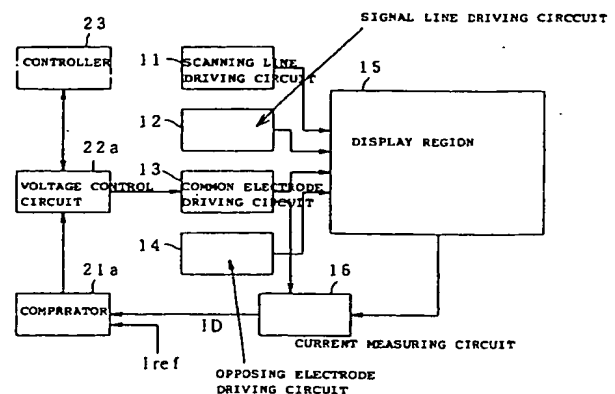 SIGNAL LINE DRIVING CIRCCUIT
23
CONTROLLER
11
SCANNING LINE
DRIVING CIRCUIT
15
12
DISPLAY REGION
22a
VOLTAGE CONTROL
CIRCUIT
13
COMMON ELECTRODE
DRIVING CIRCUIT
14
21a
COMPARATOR
16
ID
Iref
CURRENT MEASURING CIRCUIT
OPPOSING ELECTRODE
DRIVING CIRCUIT